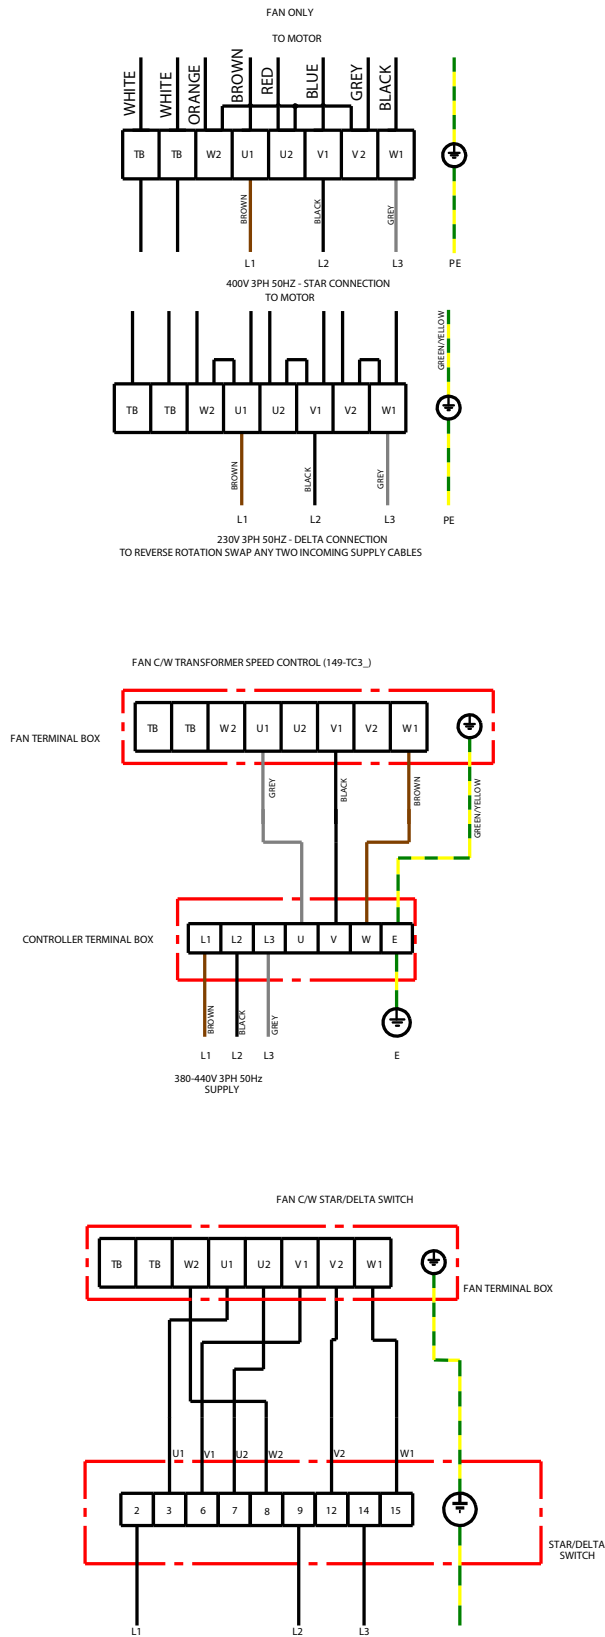 FAN ONLY
TO MOTOR
WHITE WHITE ORANGE BROWN RED BLUE GREY BLACK
TB TB W2 U1 U2 V1 V2 W1
BROWN BLACK GREY
L1 L2 L3 PE
400V 3PH 50HZ - STAR CONNECTION
TO MOTOR
GREEN/YELLOW
TB TB W2 U1 U2 V1 V2 W1
BROWN BLACK GREY
L1 L2 L3 PE
230V 3PH 50HZ - DELTA CONNECTION
TO REVERSE ROTATION SWAP ANY TWO INCOMING SUPPLY CABLES
FAN C/W TRANSFORMER SPEED CONTROL (149-TC3_)
TB TB W2 U1 U2 V1 V2 W1
FAN TERMINAL BOX
GREY BLACK BROWN GREEN/YELLOW
CONTROLLER TERMINAL BOX
L1 L2 L3 U V W E
BROWN BLACK GREY
L1 L2 L3 E
380-440V 3PH 50Hz
SUPPLY
FAN C/W STAR/DELTA SWITCH
TB TB W2 U1 U2 V1 V2 W1
FAN TERMINAL BOX
U1 V1 U2 W2 V2 W1
2 3 6 7 8 9 12 14 15
STAR/DELTA
SWITCH
L1 L2 L3